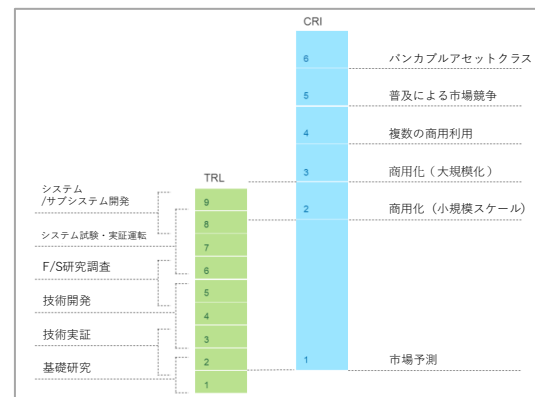 CRI
6 バンカブルアセットクラス
5 普及による市場競争
4 複数の商用利用
3 商用化（大規模化）
TRL
システム
/サブシステム開発
9
2 商用化（小規模スケール）
8
システム試験・実証運転
7
F/S研究調査
6
5
技術開発
4
技術実証
3
2
1 市場予測
基礎研究
1